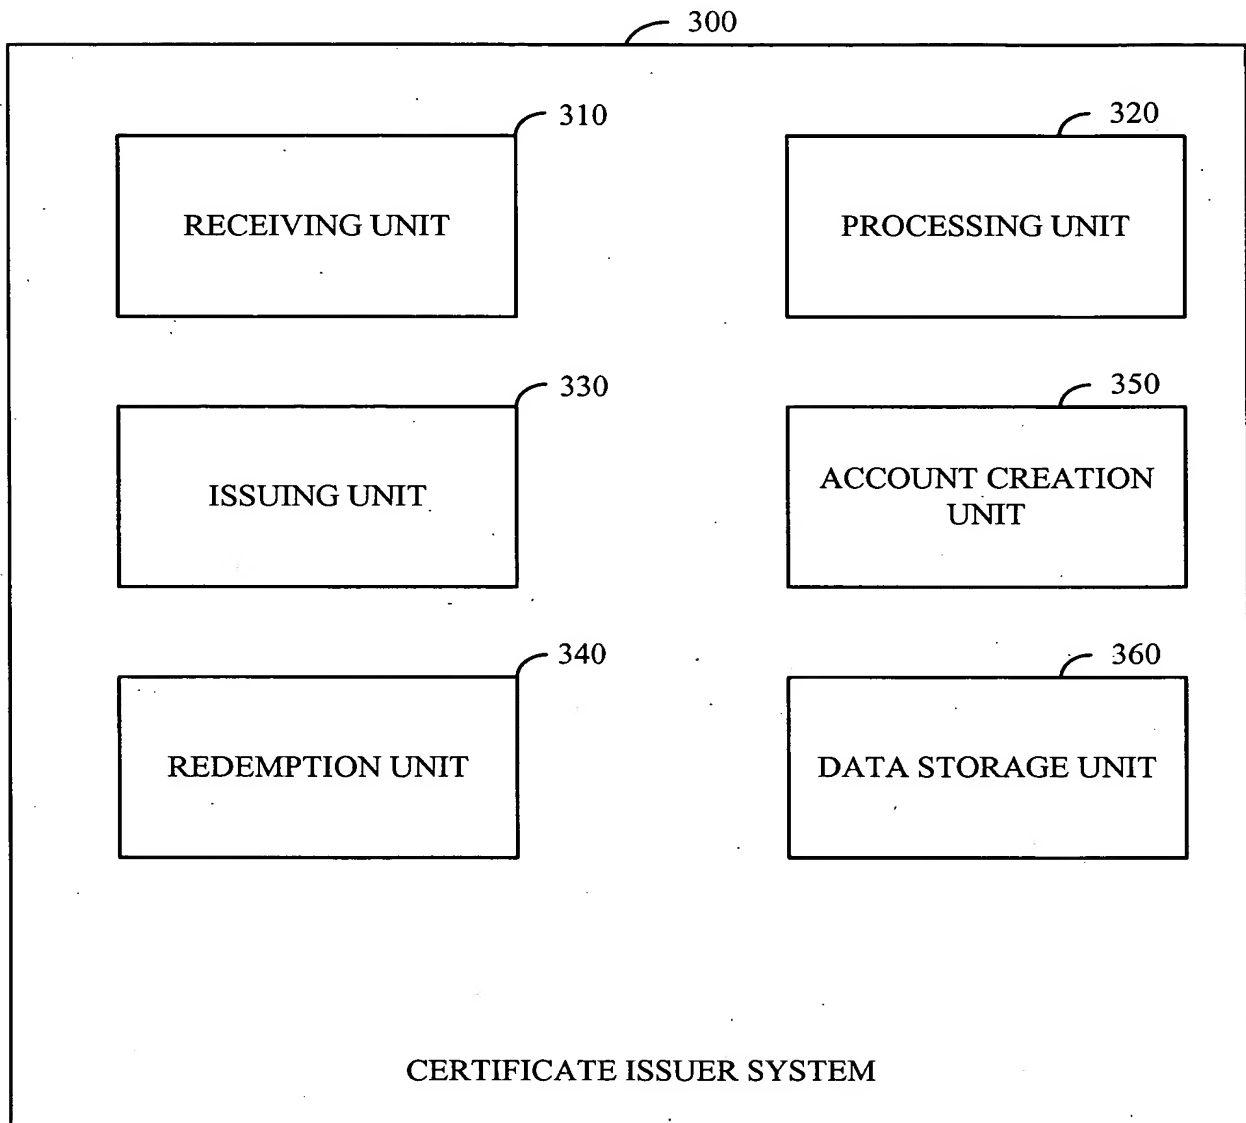 300
310
RECEIVING UNIT
320
PROCESSING UNIT
330
ISSUING UNIT
350
ACCOUNT CREATION
UNIT
340
REDEMPTION UNIT
360
DATA STORAGE UNIT
CERTIFICATE ISSUER SYSTEM